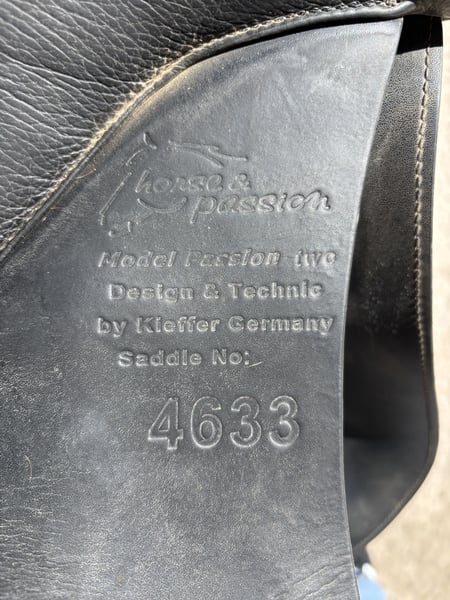 horse &
passion
Model Passion two
Design & Technic
by Kieffer Germany
Saddle No:
4633